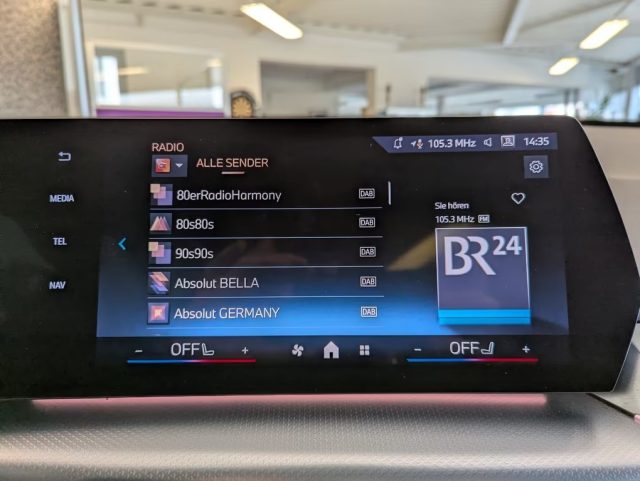 RADIO
105.3 MHz 14:35
ALLE SENDER
MEDIA
TEL
NAV
80erRadioHarmony DAB
80s80s DAB
90s90s DAB
Absolut BELLA DAB
Absolut GERMANY DAB
Sie hören
105.3 MHz FM
BR24
- OFF +
- OFF +